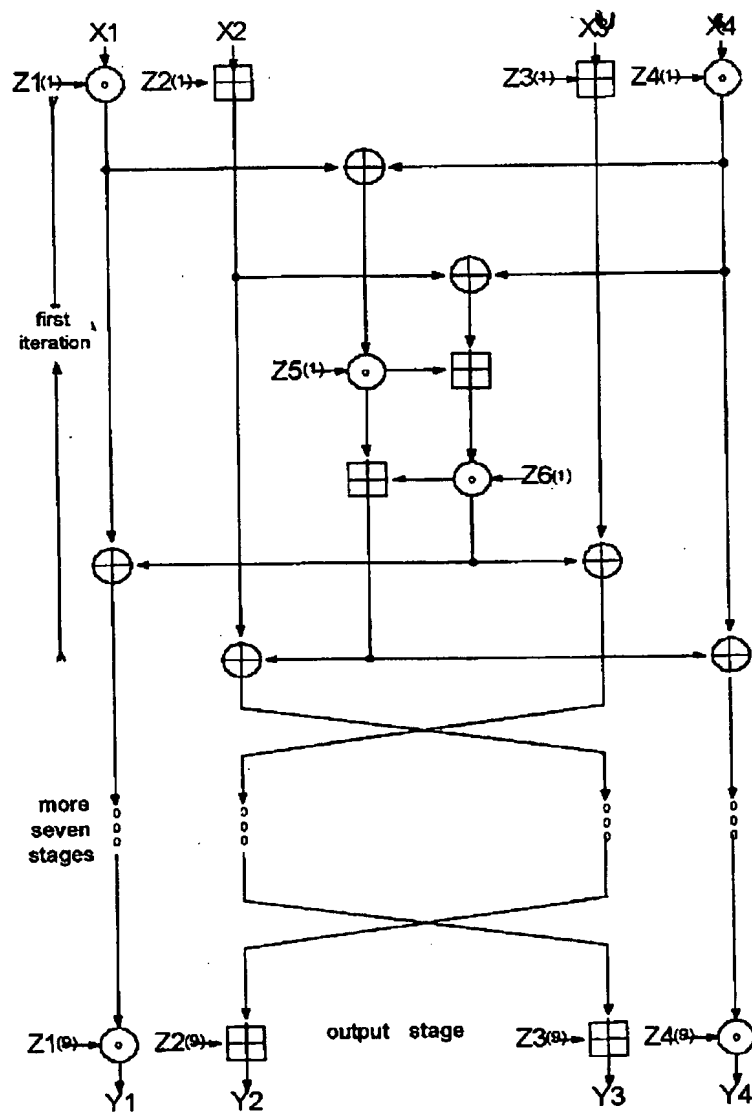 X1 X2 X3 X4
Z1(1) Z2(1) Z3(1) Z4(1)
first
iteration
Z5(1)
Z6(1)
more
seven
stages
output stage
Z1(9) Z2(9) Z3(9) Z4(9)
Y1 Y2 Y3 Y4